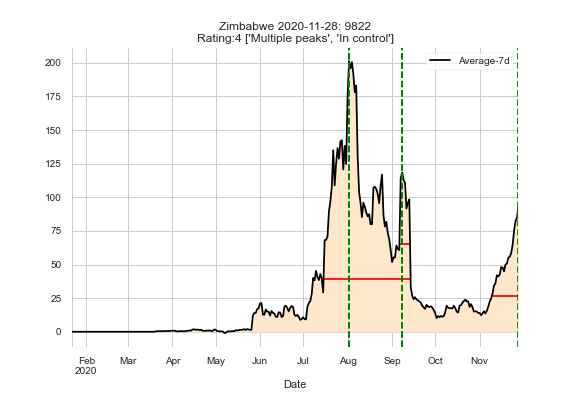 Zimbabwe 2020-11-28: 9822
Rating:4 ['Multiple peaks', 'In control']
Average-7d
200
175
150
125
100
75
50
25
0
Feb Mar Apr May Jun Jul Aug Sep Oct Nov
2020
Date